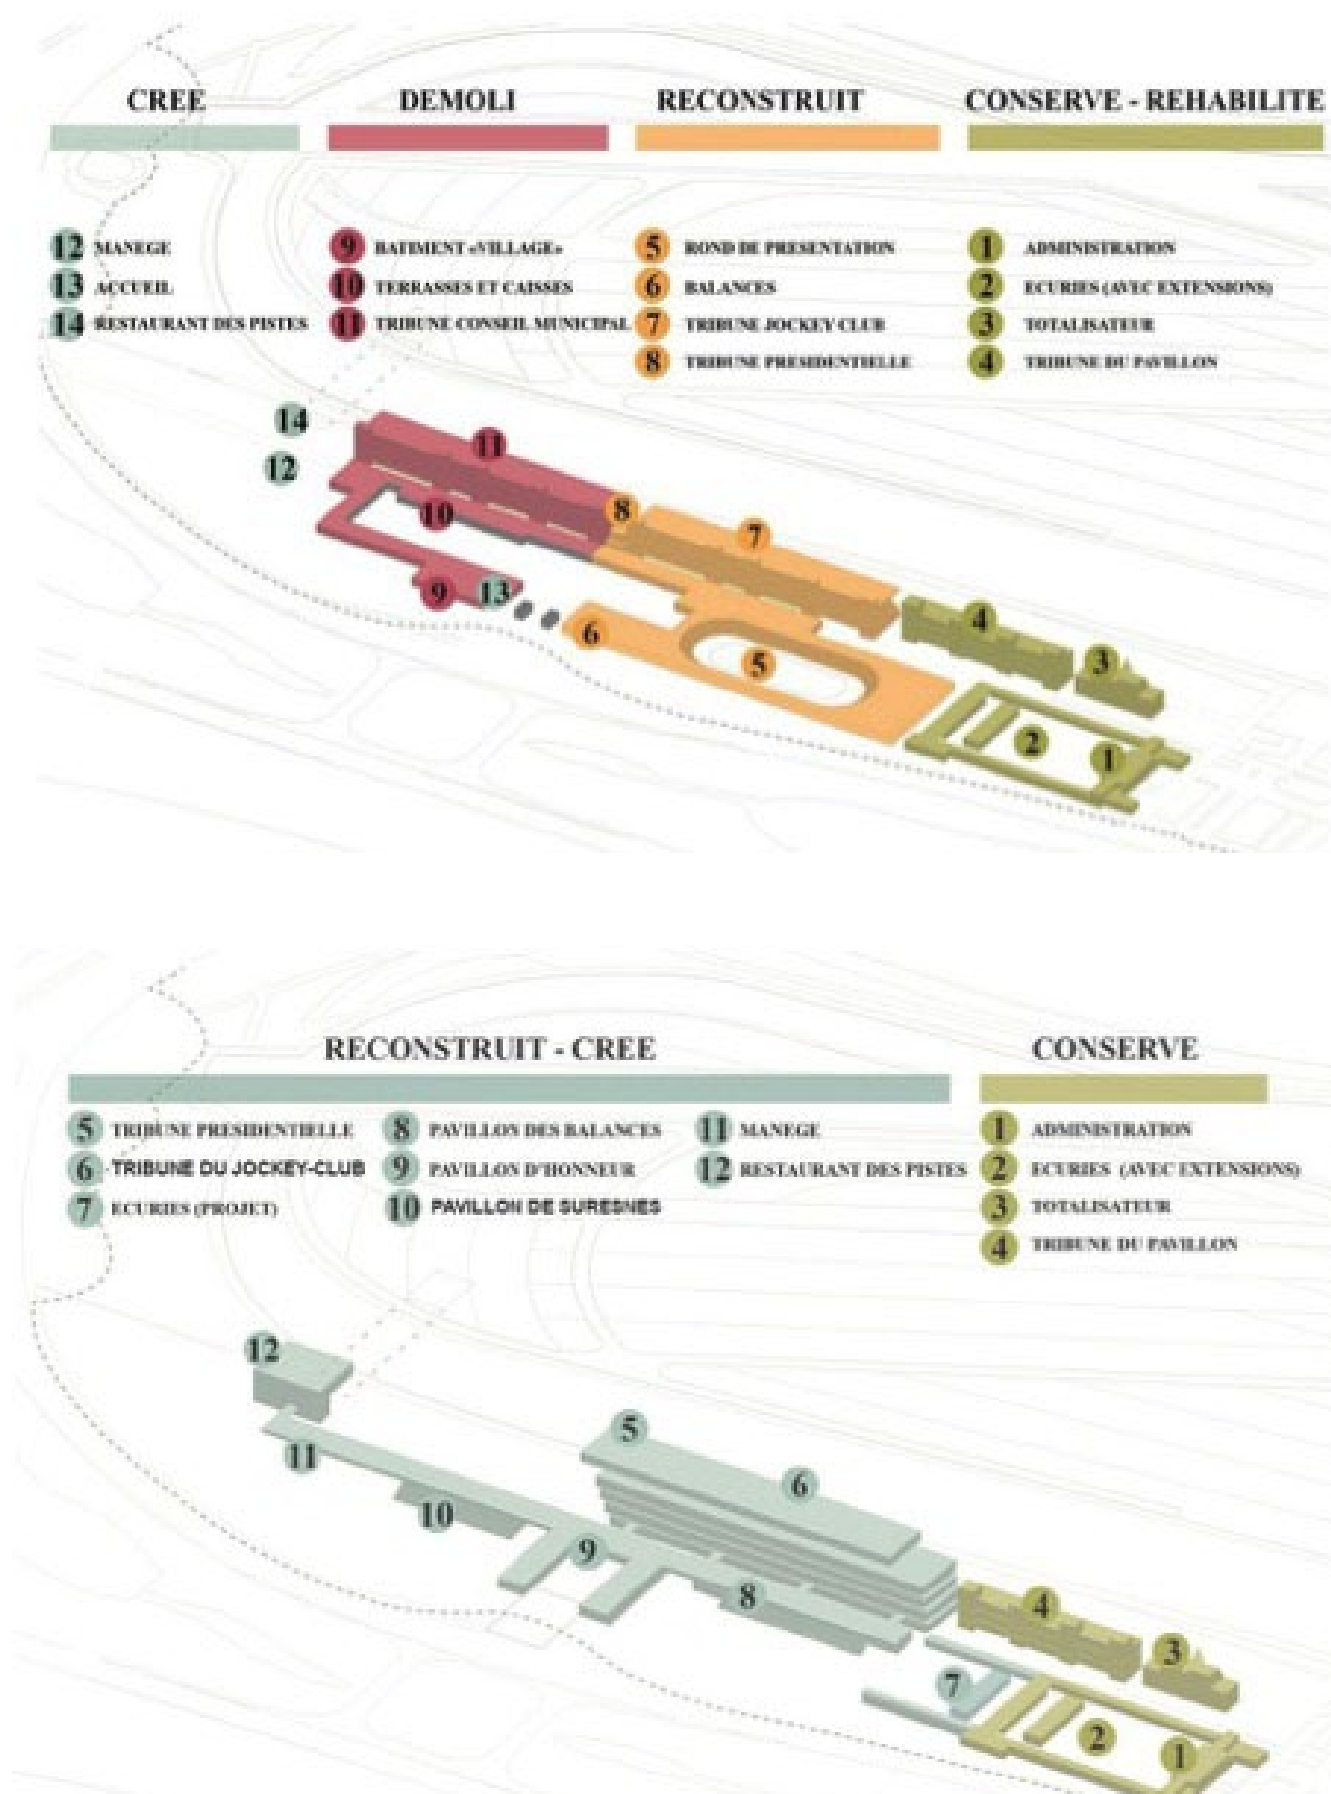 CREE DEMOLI RECONSTRUIT CONSERVE - REHABILITE
12 MANEGE
13 ACCUEIL
14 RESTAURANT DES PISTES
9 BATIMENT «VILLAGE»
10 TERRASSES ET CAISSES
11 TRIBUNE CONSEIL MUNICIPAL
5 ROND DE PRESENTATION
6 BALANCES
7 TRIBUNE JOCKEY CLUB
8 TRIBUNE PRESIDENTIELLE
1 ADMINISTRATION
2 ECURIES (AVEC EXTENSIONS)
3 TOTALISATEUR
4 TRIBUNE DU PAVILLON
14
11
12
10
8
7
9
13
6
5
4
3
2
1
RECONSTRUIT - CREE CONSERVE
5 TRIBUNE PRESIDENTIELLE
6 TRIBUNE DU JOCKEY-CLUB
7 ECURIES (PROJET)
8 PAVILLON DES BALANCES
9 PAVILLON D'HONNEUR
10 PAVILLON DE SURESNES
11 MANEGE
12 RESTAURANT DES PISTES
1 ADMINISTRATION
2 ECURIES (AVEC EXTENSIONS)
3 TOTALISATEUR
4 TRIBUNE DU PAVILLON
12
5
11
6
10
9
8
4
3
7
2
1